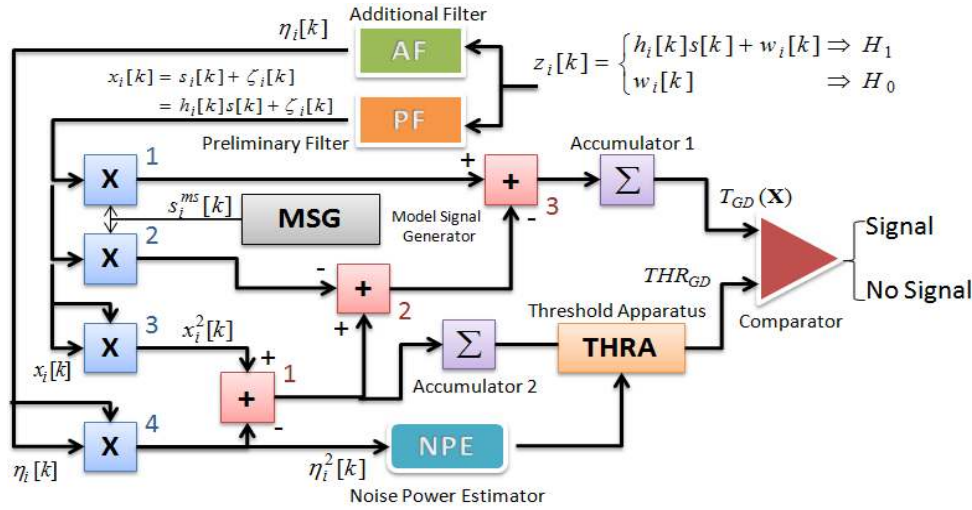 Additional Filter
η_i[k]
AF
z_i[k] = { h_i[k]s[k] + w_i[k] ⇒ H_1
w_i[k] ⇒ H_0
x_i[k] = s_i[k] + ζ_i[k]
= h_i[k]s[k] + ζ_i[k]
PF
Preliminary Filter
Accumulator 1
X
1
+
+
3
-
Σ
T_GD(X)
s_i^ms[k]
MSG
Model Signal
Generator
Signal
X
2
-
+
2
+
THR_GD
No Signal
Comparator
Threshold Apparatus
X
3
x_i^2[k]
Σ
THRA
x_i[k]
+
1
+
-
Accumulator 2
X
4
η_i[k]
η_i^2[k]
NPE
Noise Power Estimator